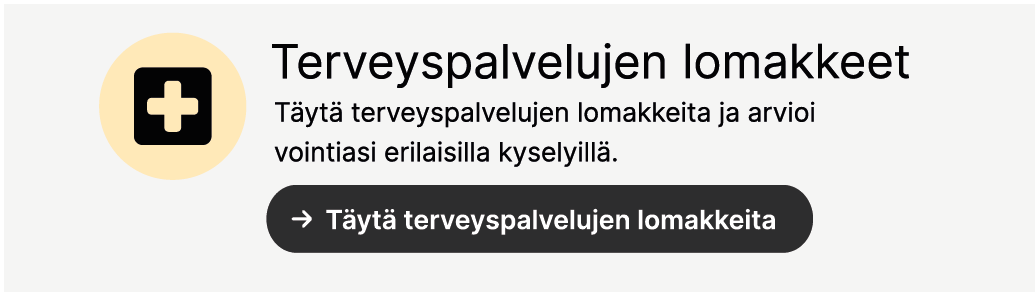 Terveyspalvelujen lomakkeet
Täytä terveyspalvelujen lomakkeita ja arvioi
vointiasi erilaisilla kyselyillä.
→ Täytä terveyspalvelujen lomakkeita